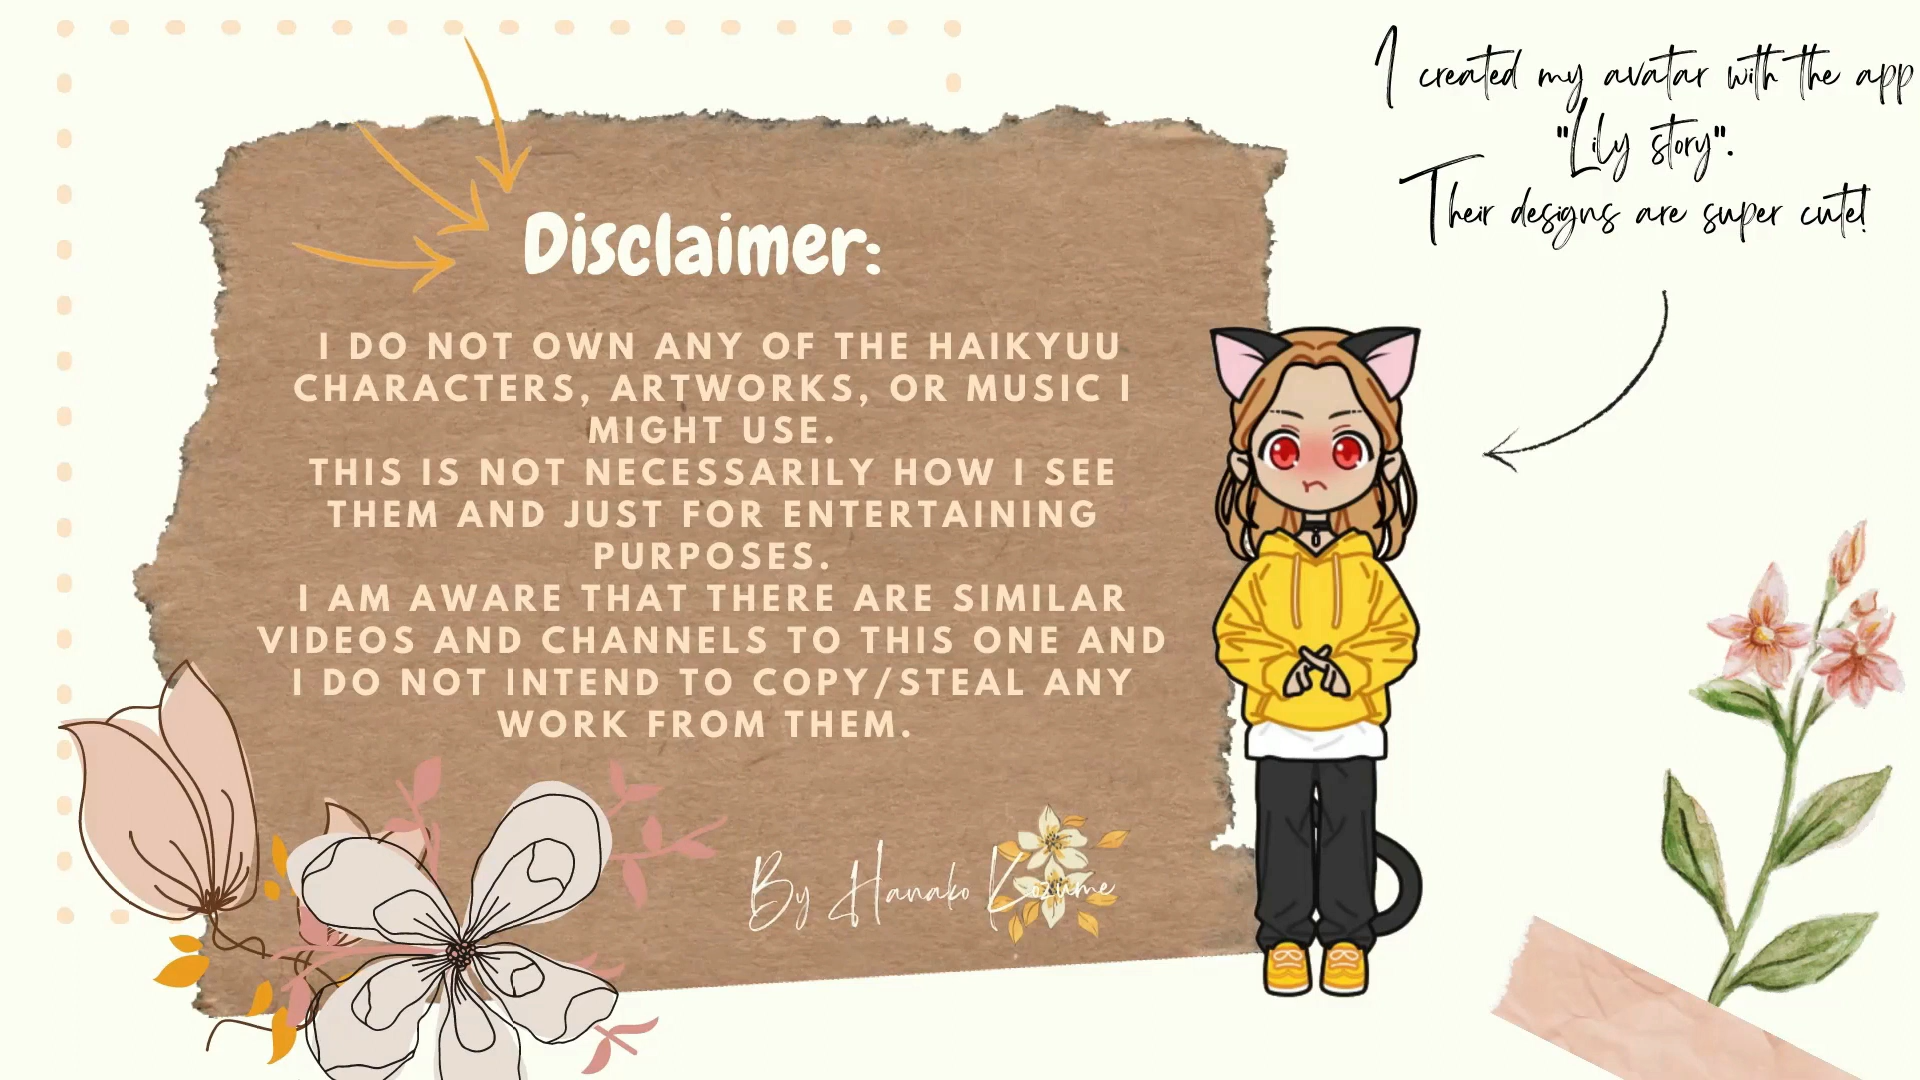 I created my avatar with the app
"Lily story".
Their designs are super cute!
Disclaimer:
I DO NOT OWN ANY OF THE HAIKYUU
CHARACTERS, ARTWORKS, OR MUSIC I
MIGHT USE.
THIS IS NOT NECESSARILY HOW I SEE
THEM AND JUST FOR ENTERTAINING
PURPOSES.
I AM AWARE THAT THERE ARE SIMILAR
VIDEOS AND CHANNELS TO THIS ONE AND
I DO NOT INTEND TO COPY/STEAL ANY
WORK FROM THEM.
By Hanako Kozume